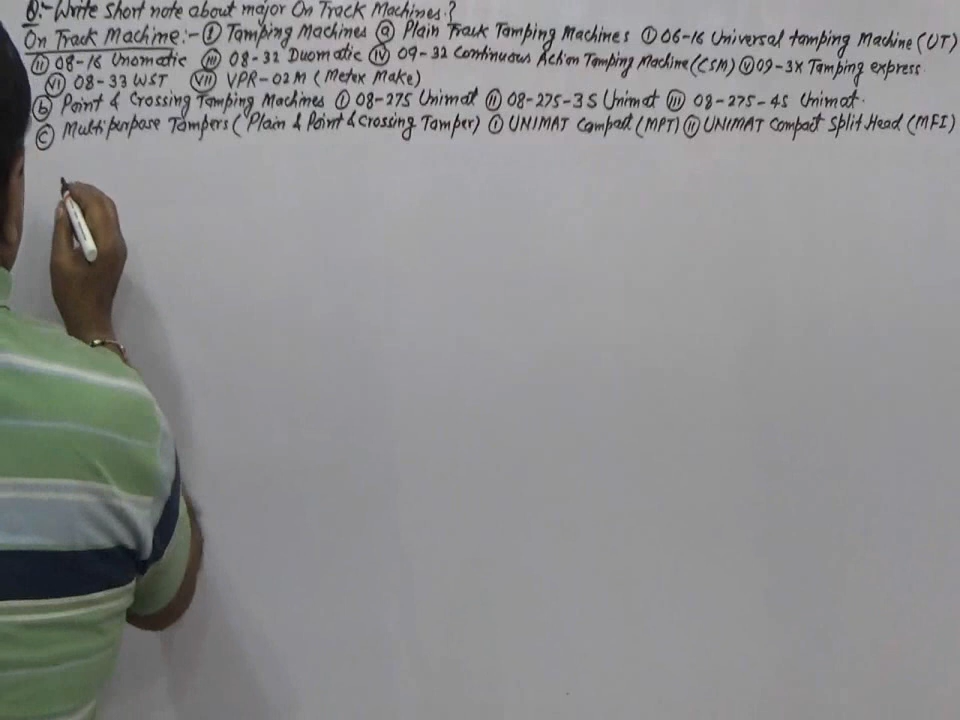 Q:- Write Short note about major On Track Machines.?
On Track Machine:- (i) Tamping Machines (a) Plain Track Tamping Machines (i) 06-16 Universal tamping Machine (UT)
(ii) 08-16 Unomatic (iii) 08-32 Duomatic (iv) 09-32 Continuous Action Tamping Machine (CSM) (v) 09-3X Tamping express.
(vi) 08-33 WST (vii) VPR-02M (Metex Make)
(b) Point & Crossing Tamping Machines (i) 08-275 Unimat (ii) 08-275-3S Unimat (iii) 08-275-4S Unimat.
(c) Multipurpose Tampers (Plain & Point & Crossing Tamper) (i) UNIMAT Compact (MPT) (ii) UNIMAT Compact Split Head (MFI)